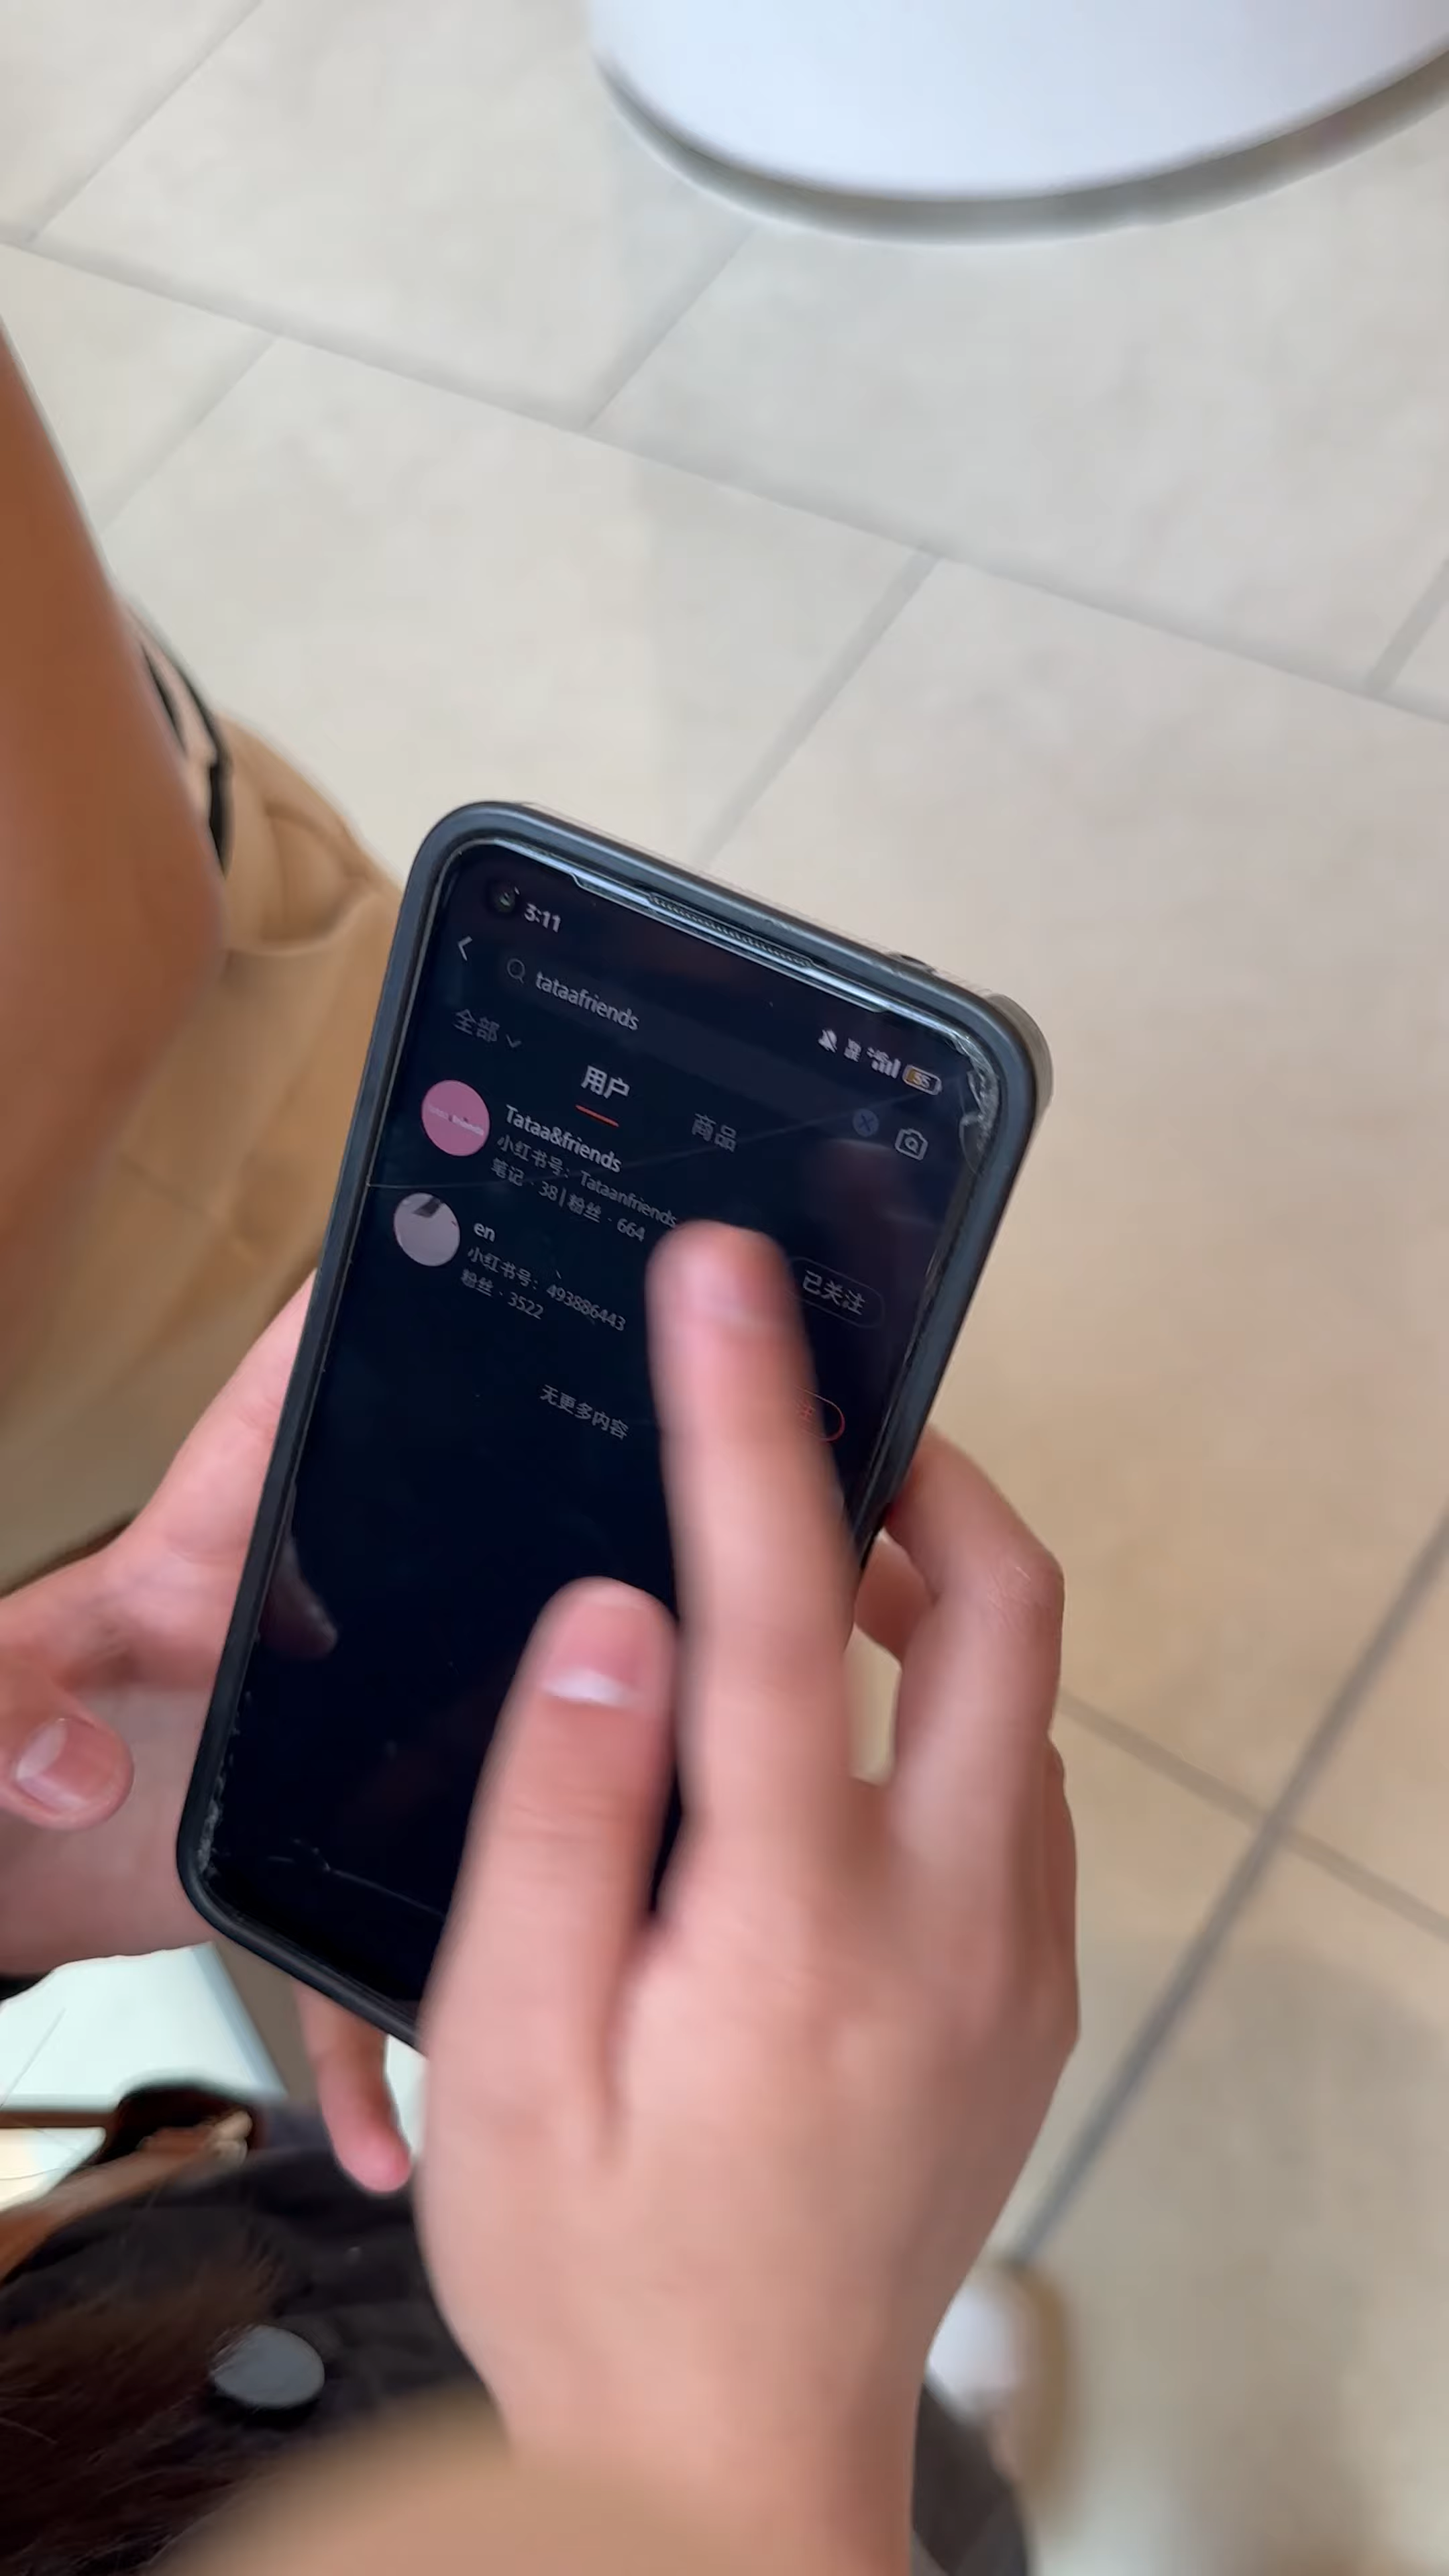 3:11
55
tataafriends
全部
用户
商品
Tataa&friends
小红书号：Tataanfriends
笔记 · 38 | 粉丝 · 664
已关注
en
小红书号：493886443
粉丝 · 3522
注
无更多内容